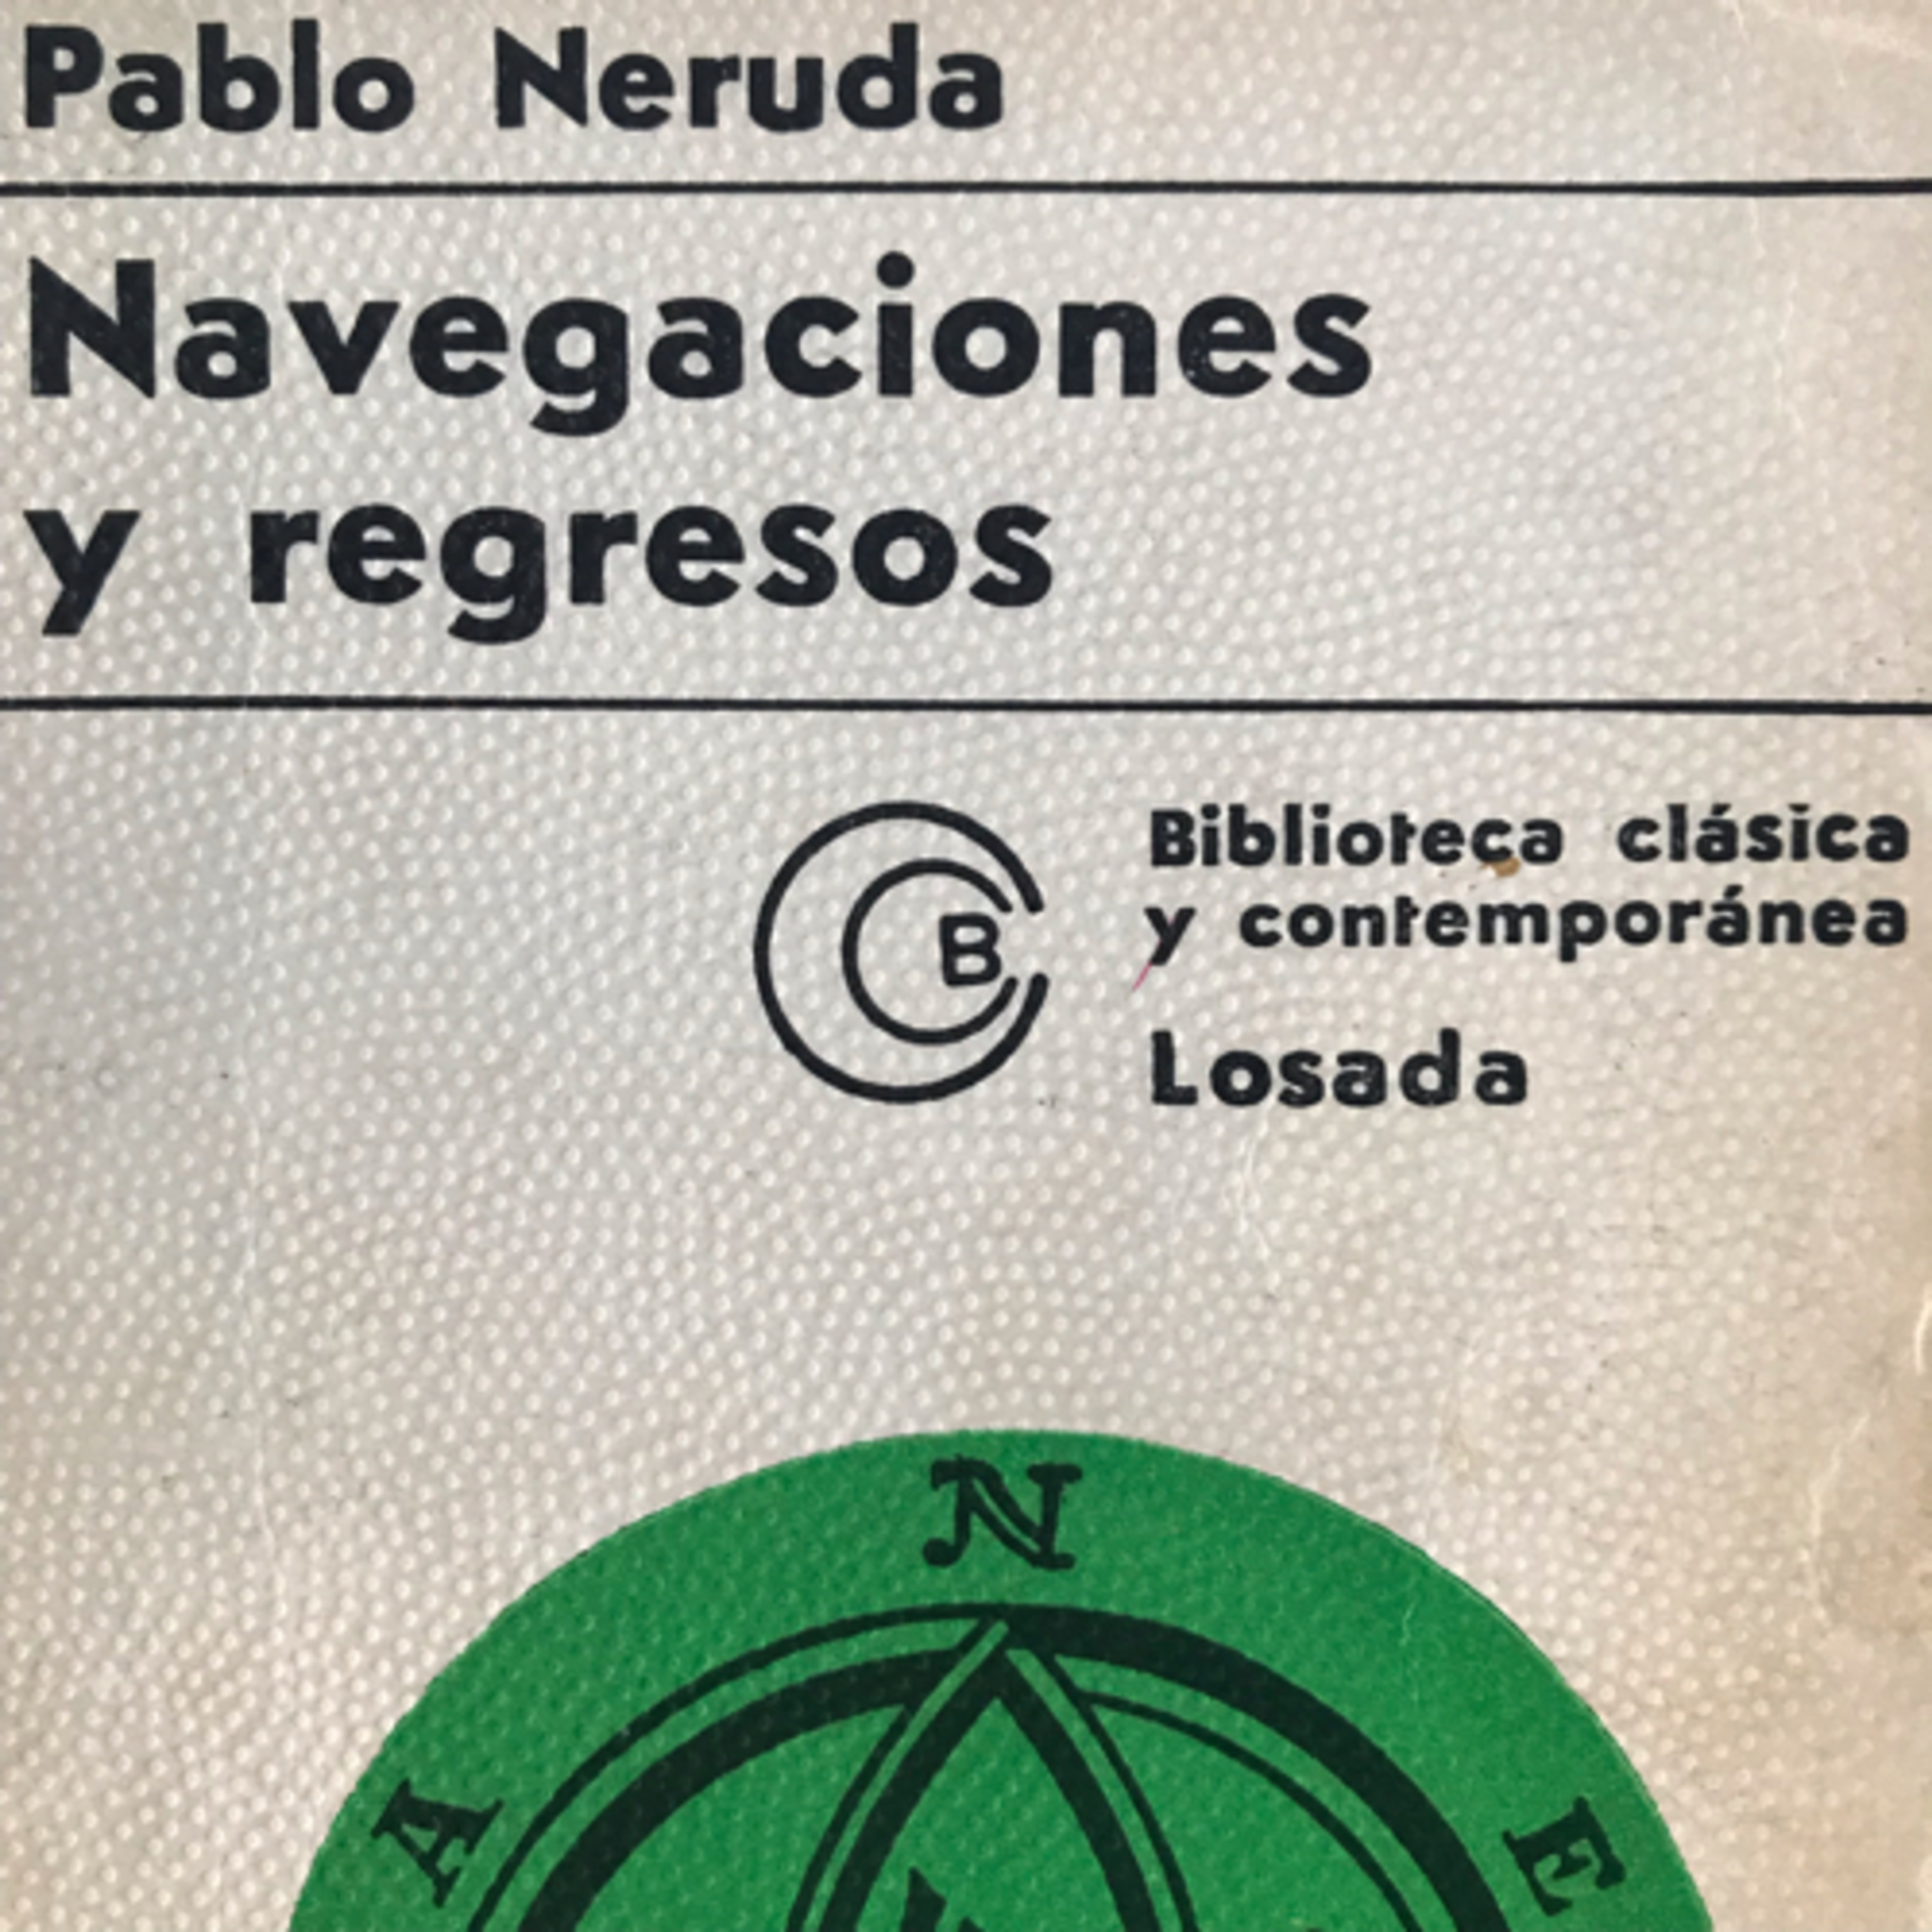 Pablo Neruda
Navegaciones
y regresos
B
Biblioteca clásica
y contemporánea
Losada
N
A
E